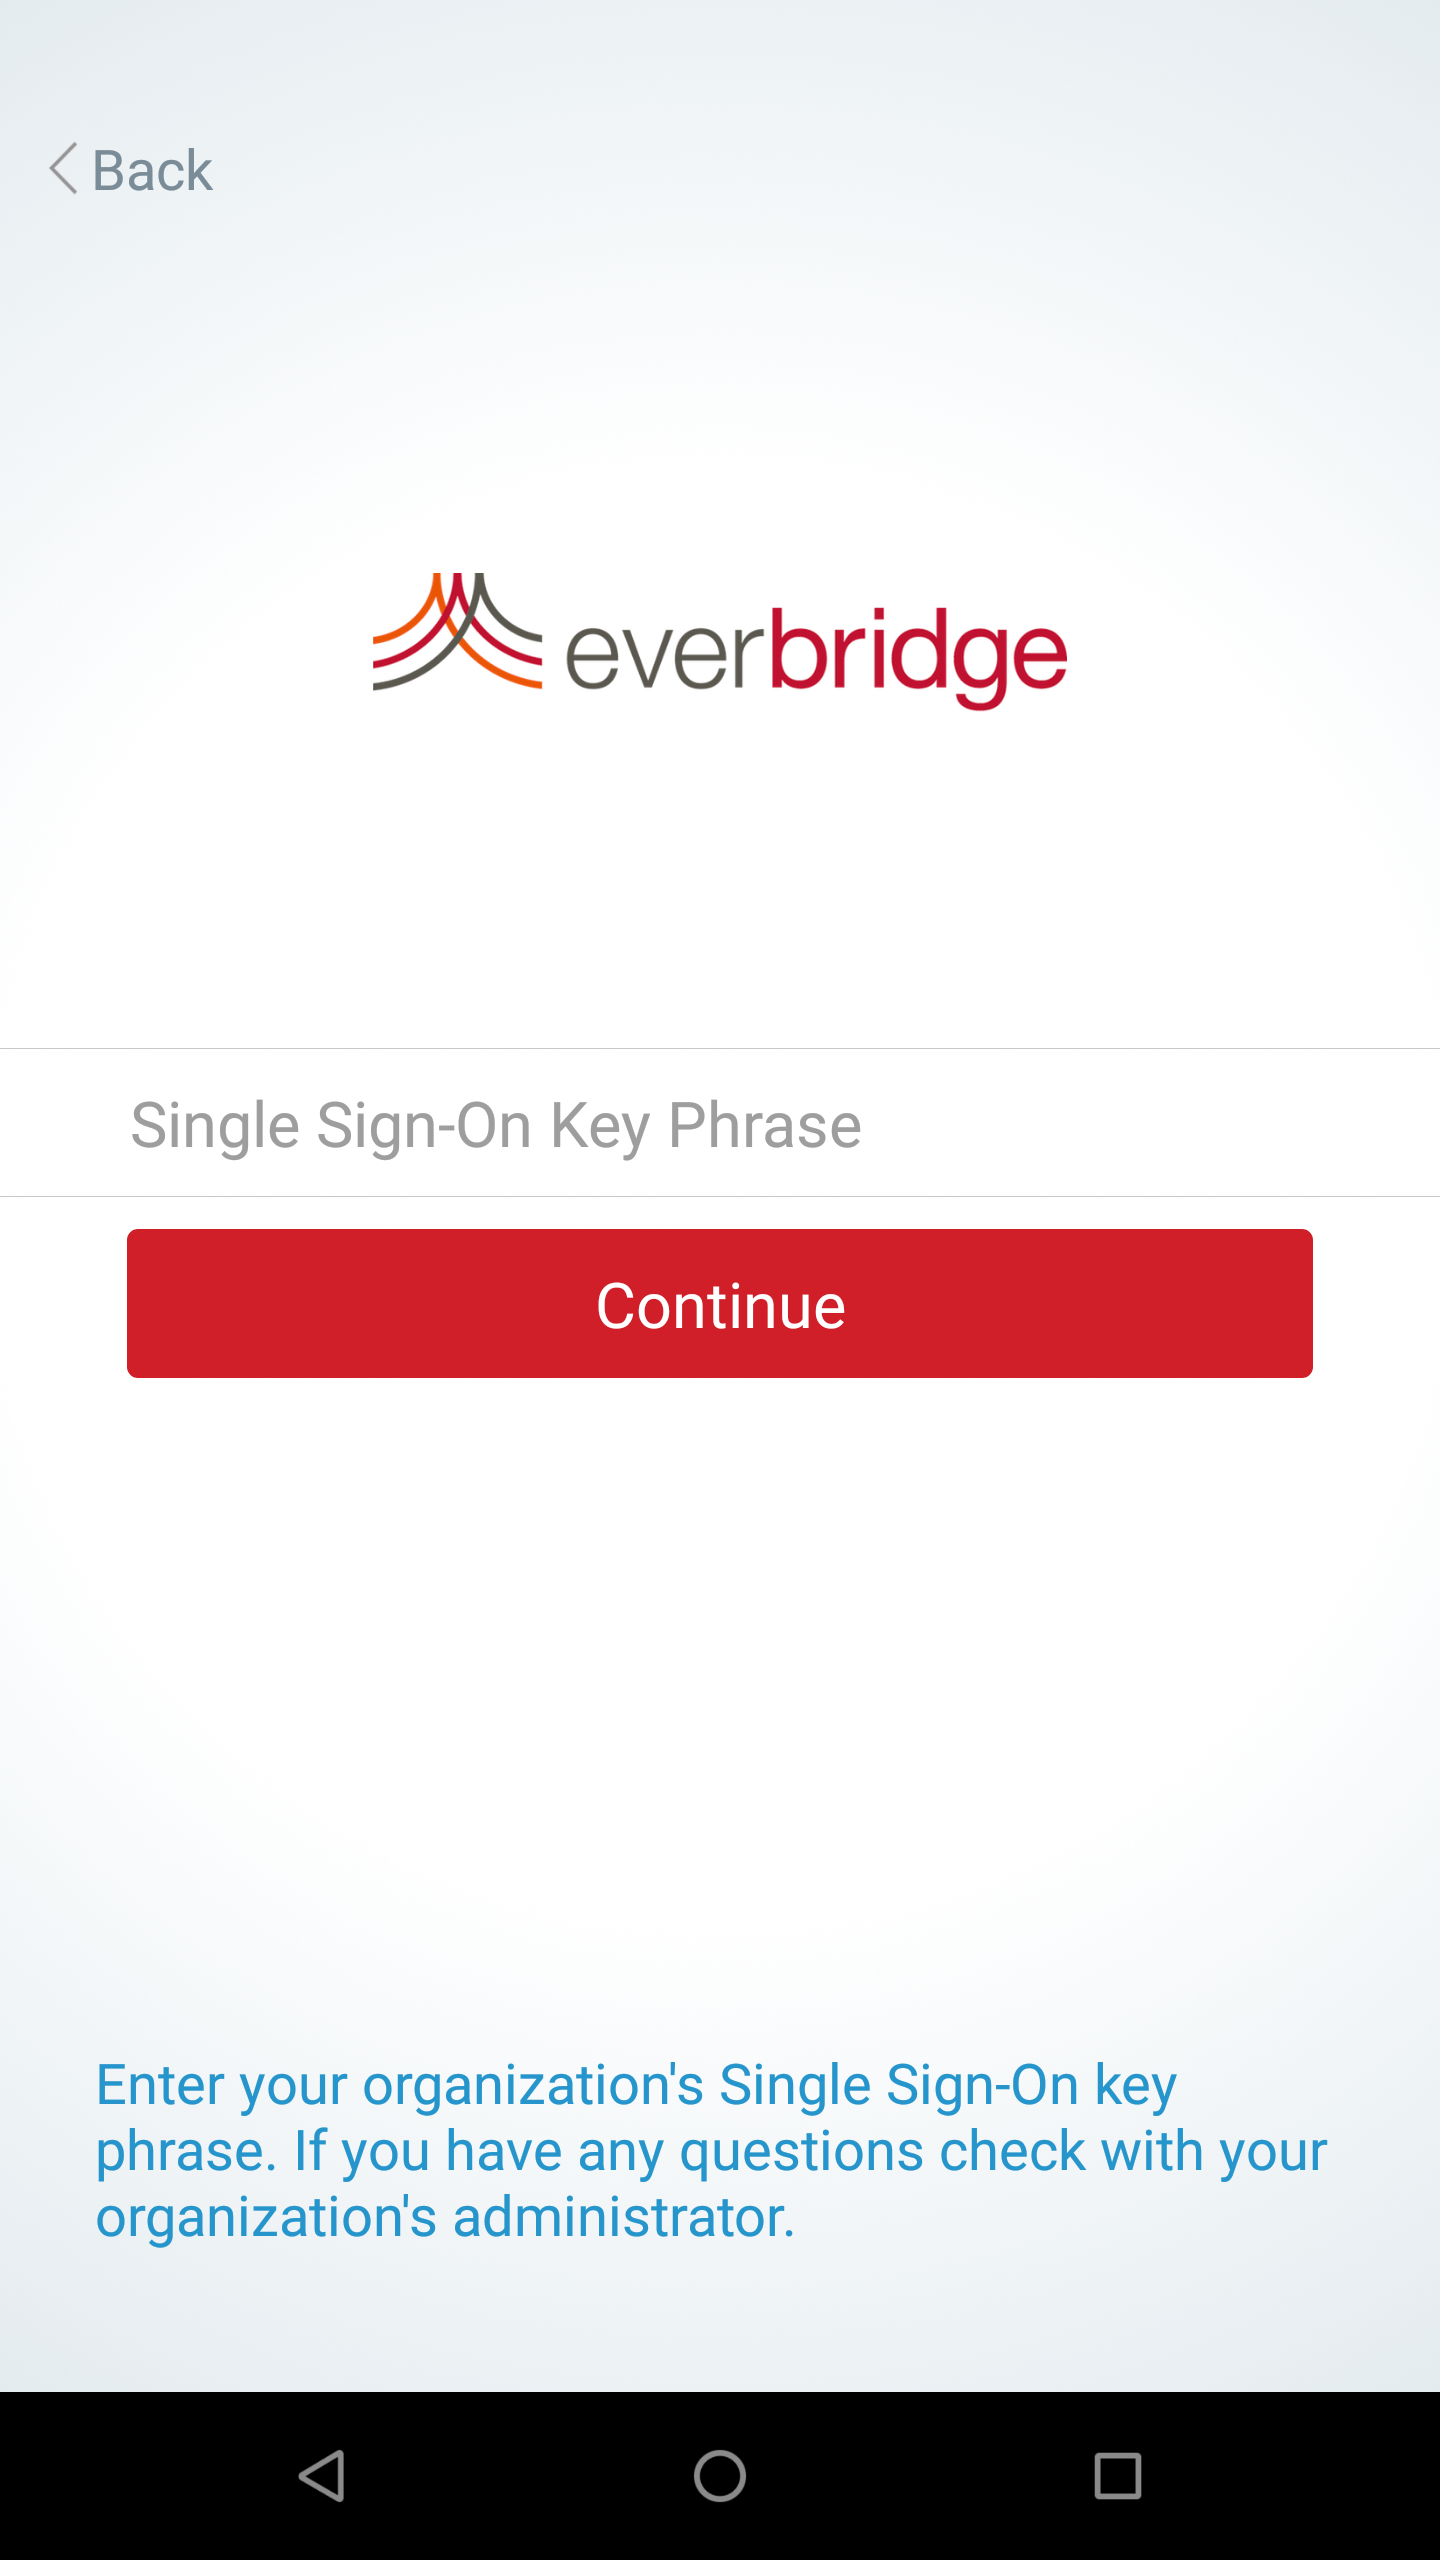 Back
everbridge
Single Sign-On Key Phrase
Continue
Enter your organization's Single Sign-On key
phrase. If you have any questions check with your
organization's administrator.